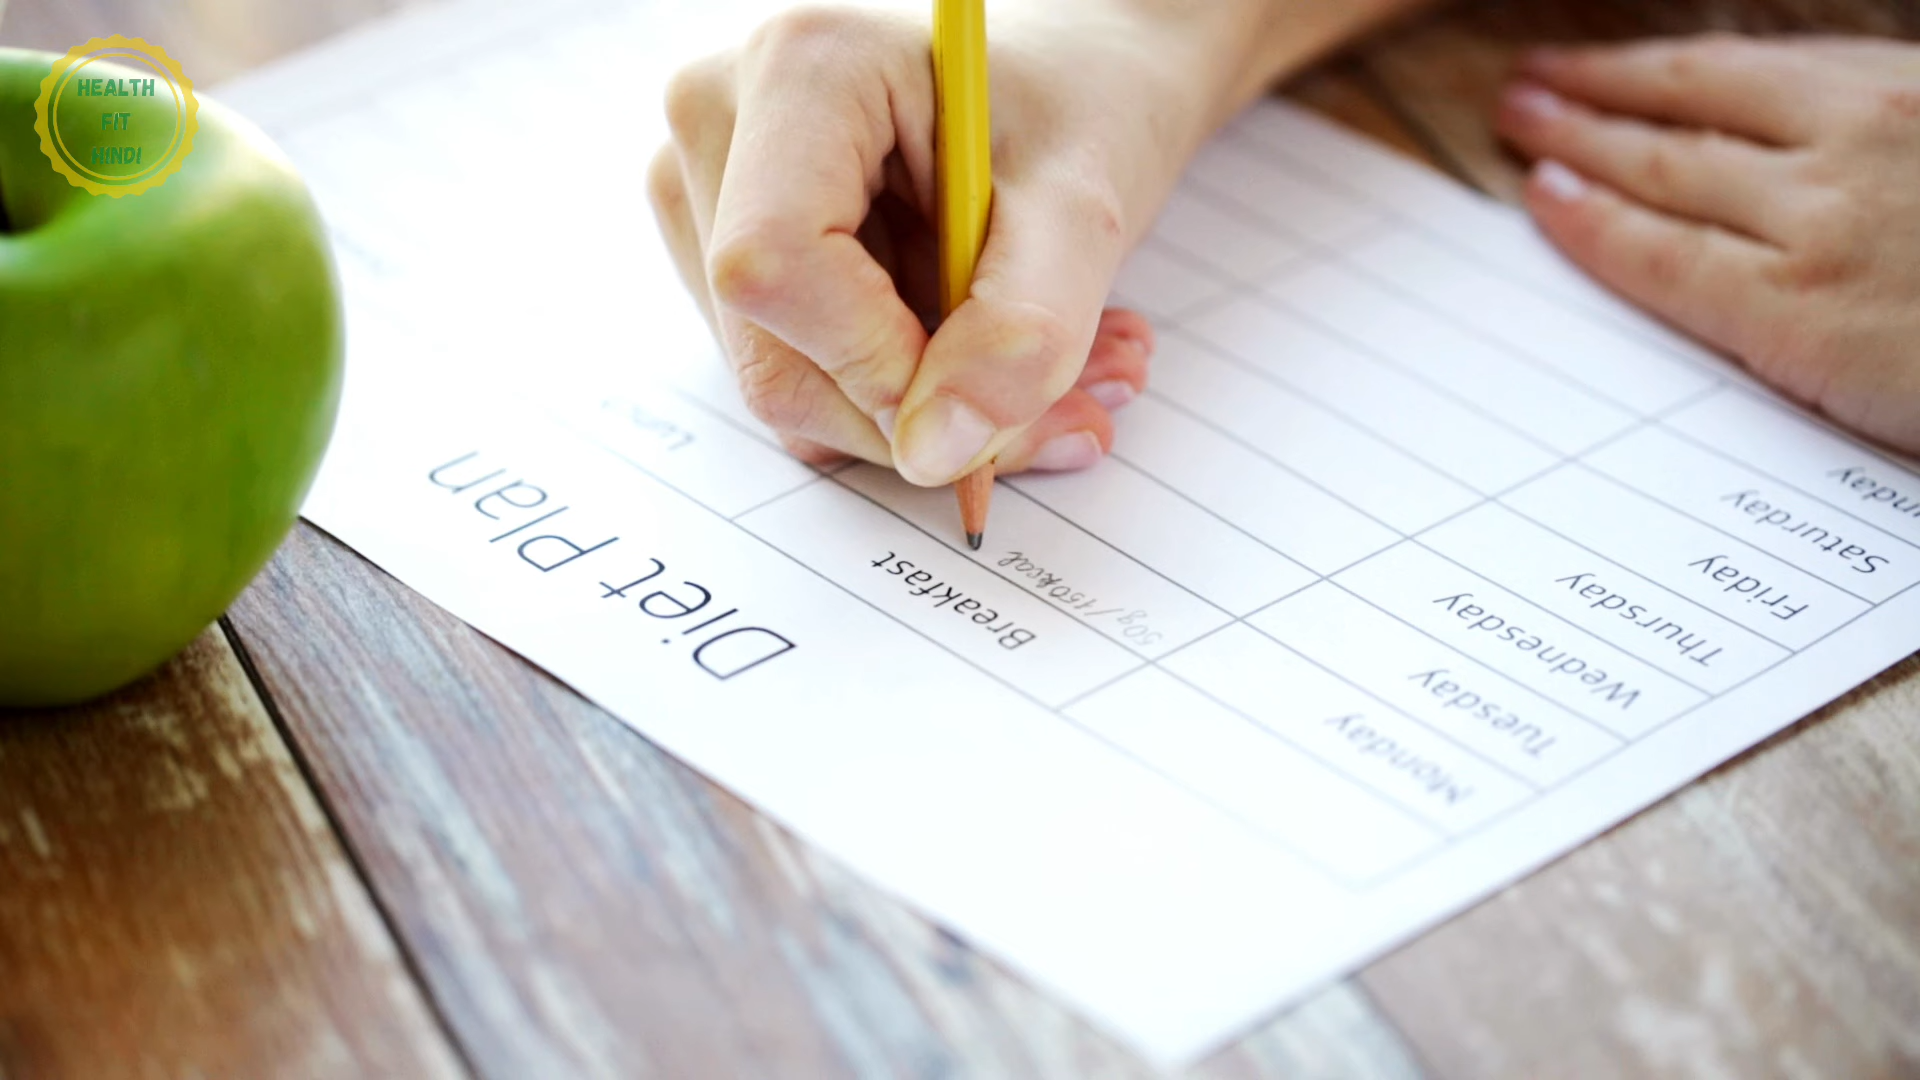 HEALTH
FIT
HINDI
Diet Plan
Breakfast
Monday
50g/150kcal
Tuesday
Wednesday
Thursday
Friday
Saturday